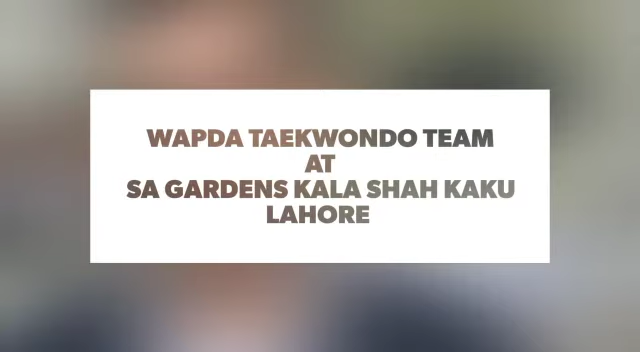 WAPDA TAEKWONDO TEAM
AT
SA GARDENS KALA SHAH KAKU
LAHORE